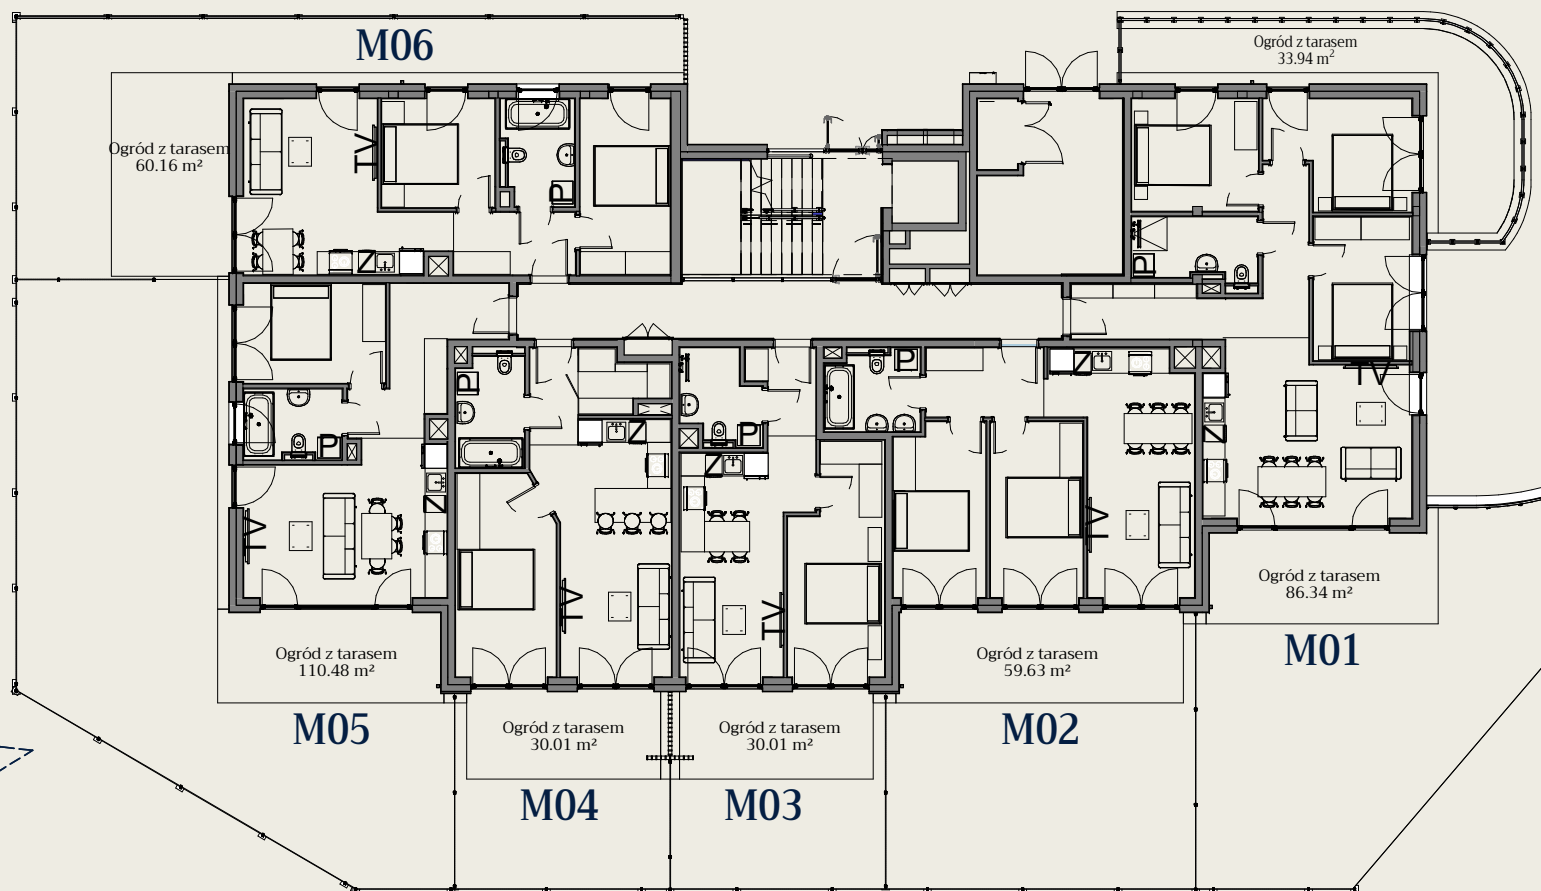 M06
Ogród z tarasem
33.94 m²
Ogród z tarasem
60.16 m²
TV
P
P
TV
P
P
P
P
TV
TV
TV
TV
Ogród z tarasem
86.34 m²
M01
Ogród z tarasem
110.48 m²
M05
Ogród z tarasem
59.63 m²
M02
Ogród z tarasem
30.01 m²
M04
Ogród z tarasem
30.01 m²
M03